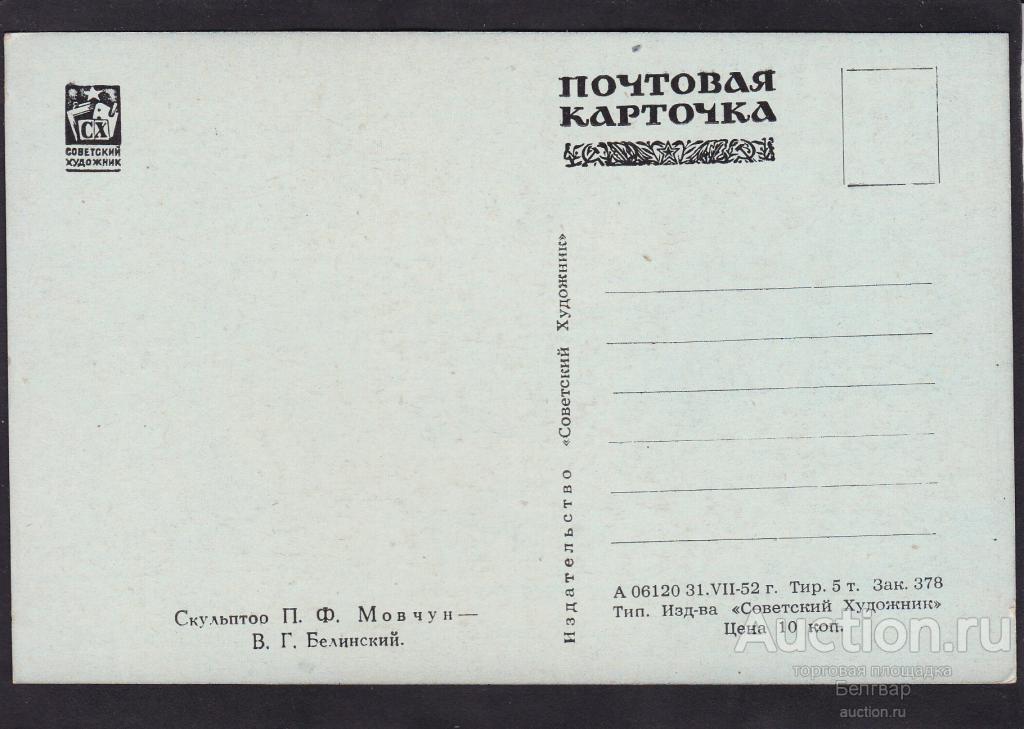 СХ
СОВЕТСКИЙ
ХУДОЖНИК
ПОЧТОВАЯ
КАРТОЧКА
Издательство «Советский Художник»
Скульптоо П. Ф. Мовчун—
В. Г. Белинский.
А 06120 31.VII-52 г. Тир. 5 т. Зак. 378
Тип. Изд-ва «Советский Художник»
Цена 10 коп.
Auction.ru
торговая площадка
Белгвар
auction.ru